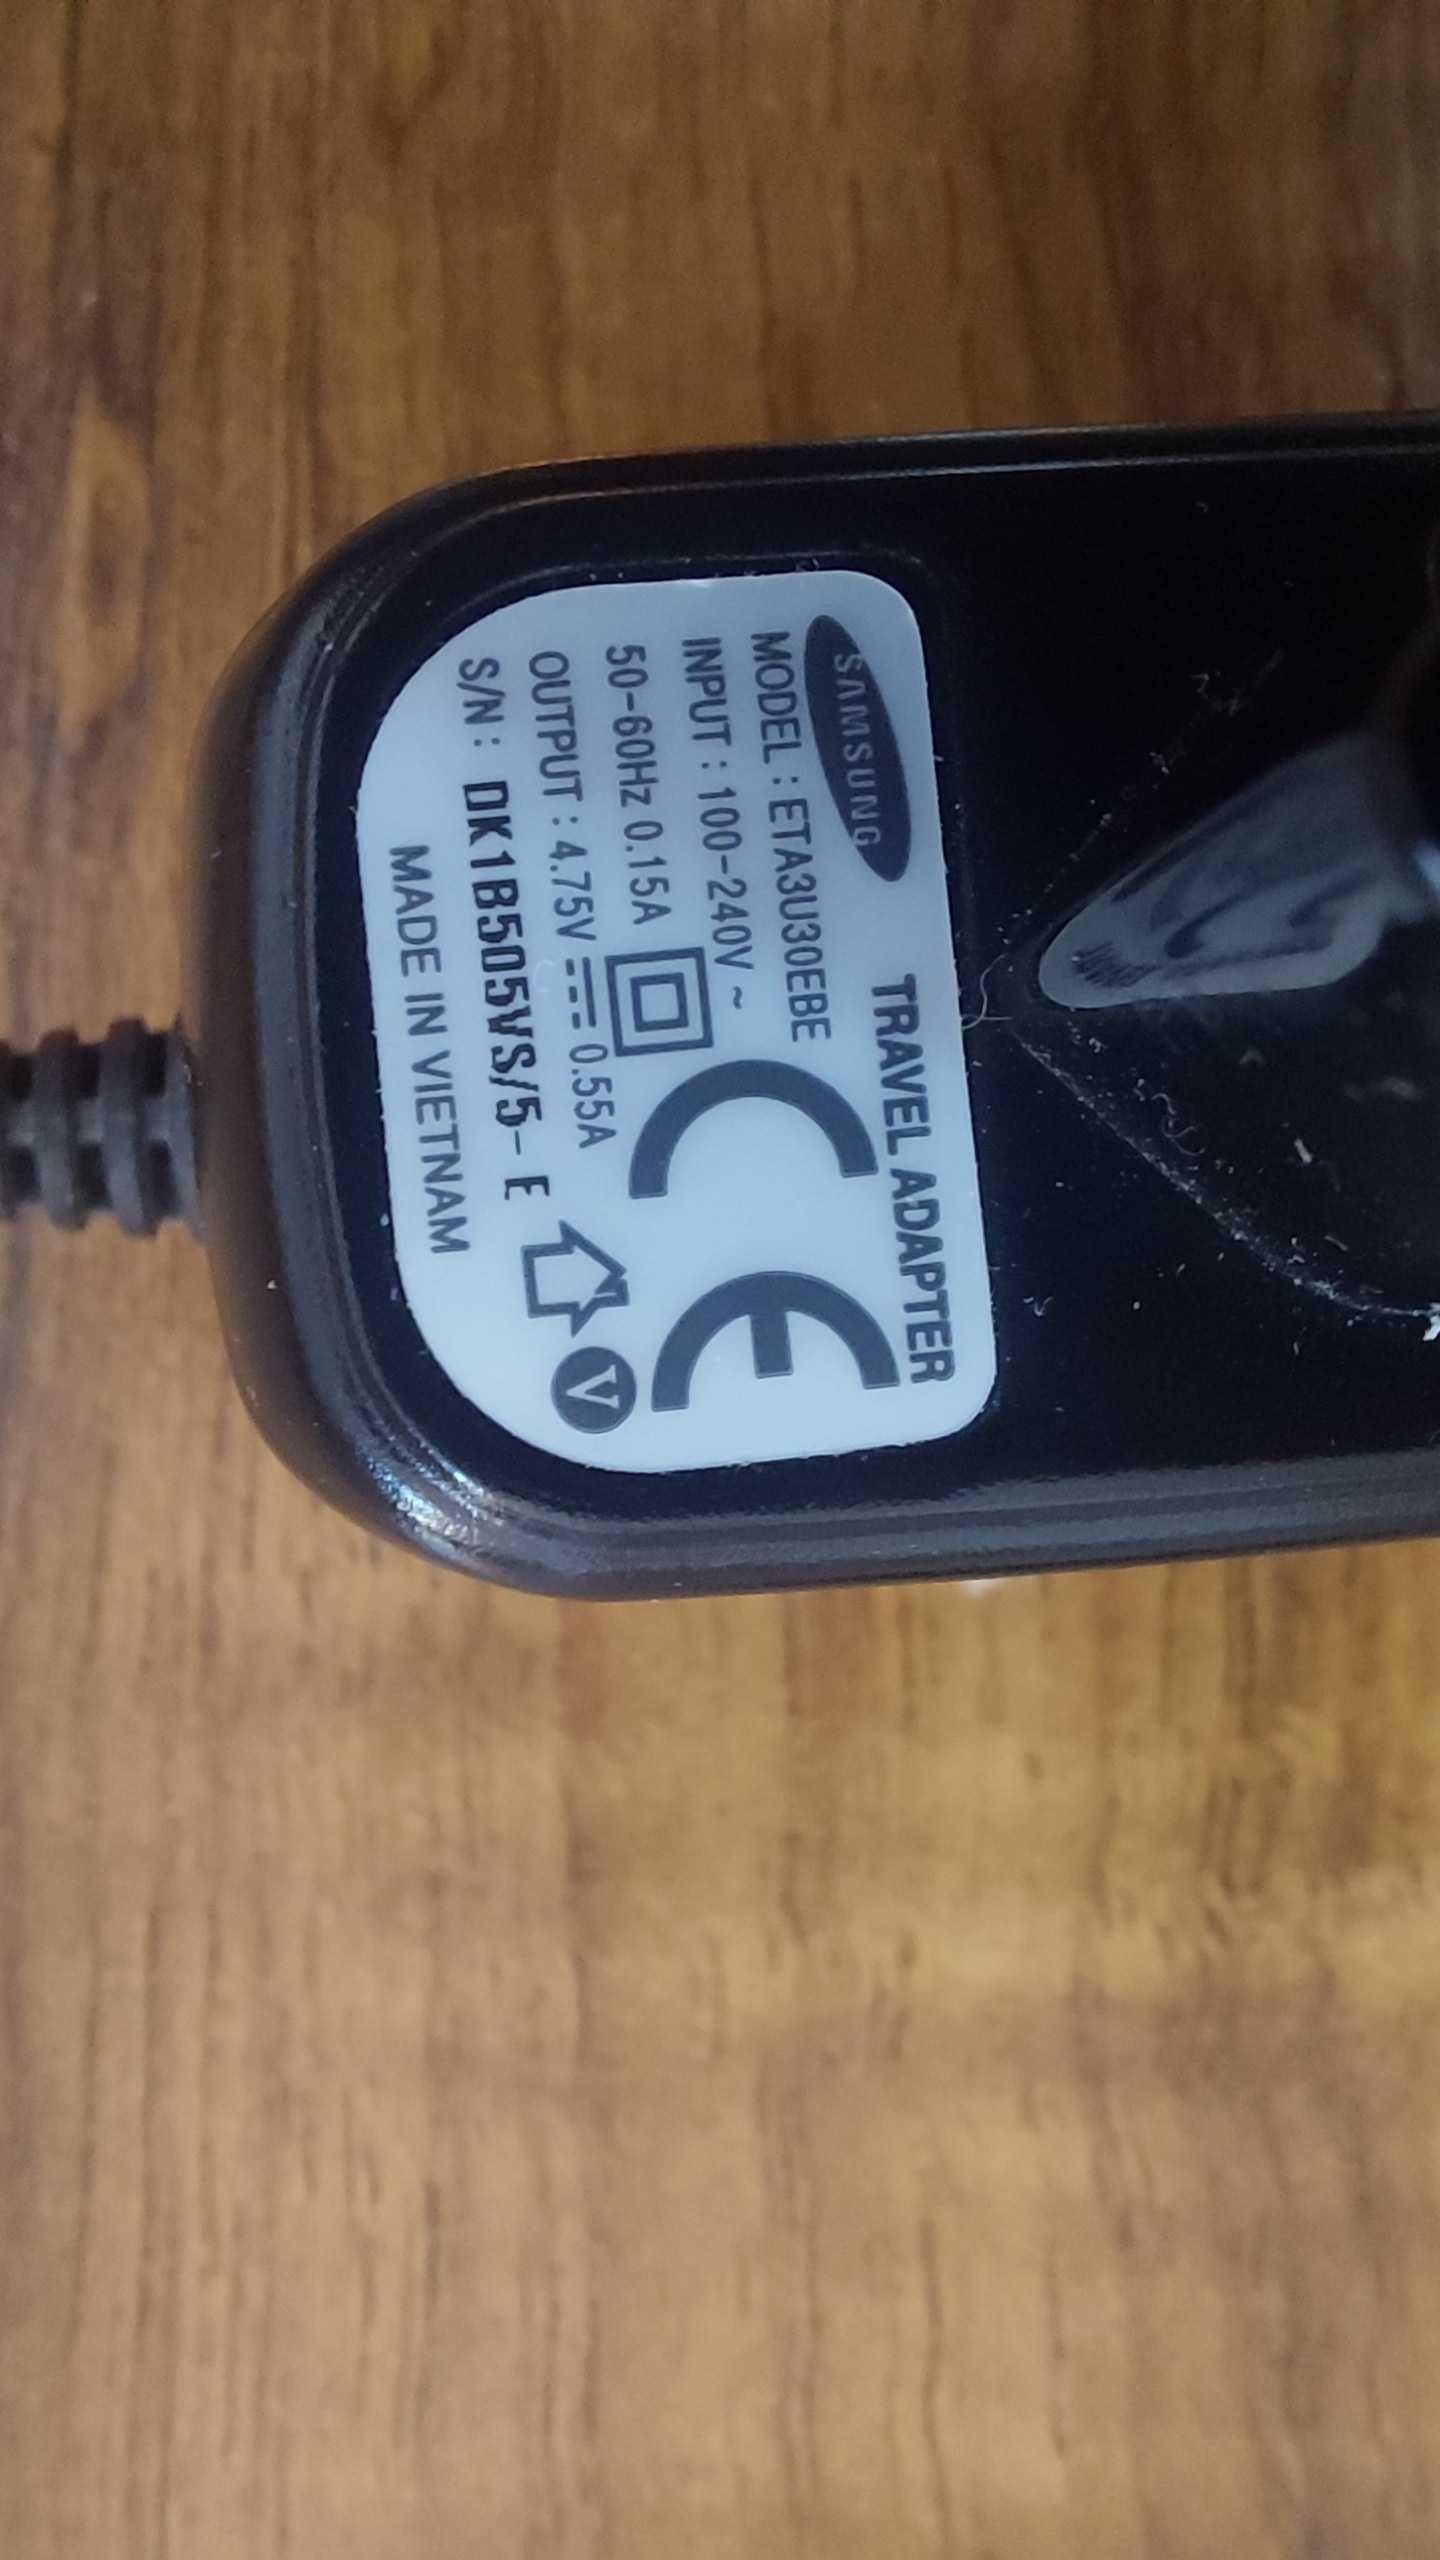 SAMSUNG TRAVEL ADAPTER
MODEL : ETA3U30EBE
INPUT : 100-240V ~
50-60Hz 0.15A
OUTPUT : 4.75V ⎓ 0.55A
S/N : DK1B505VS/5- E
MADE IN VIETNAM
CE
V